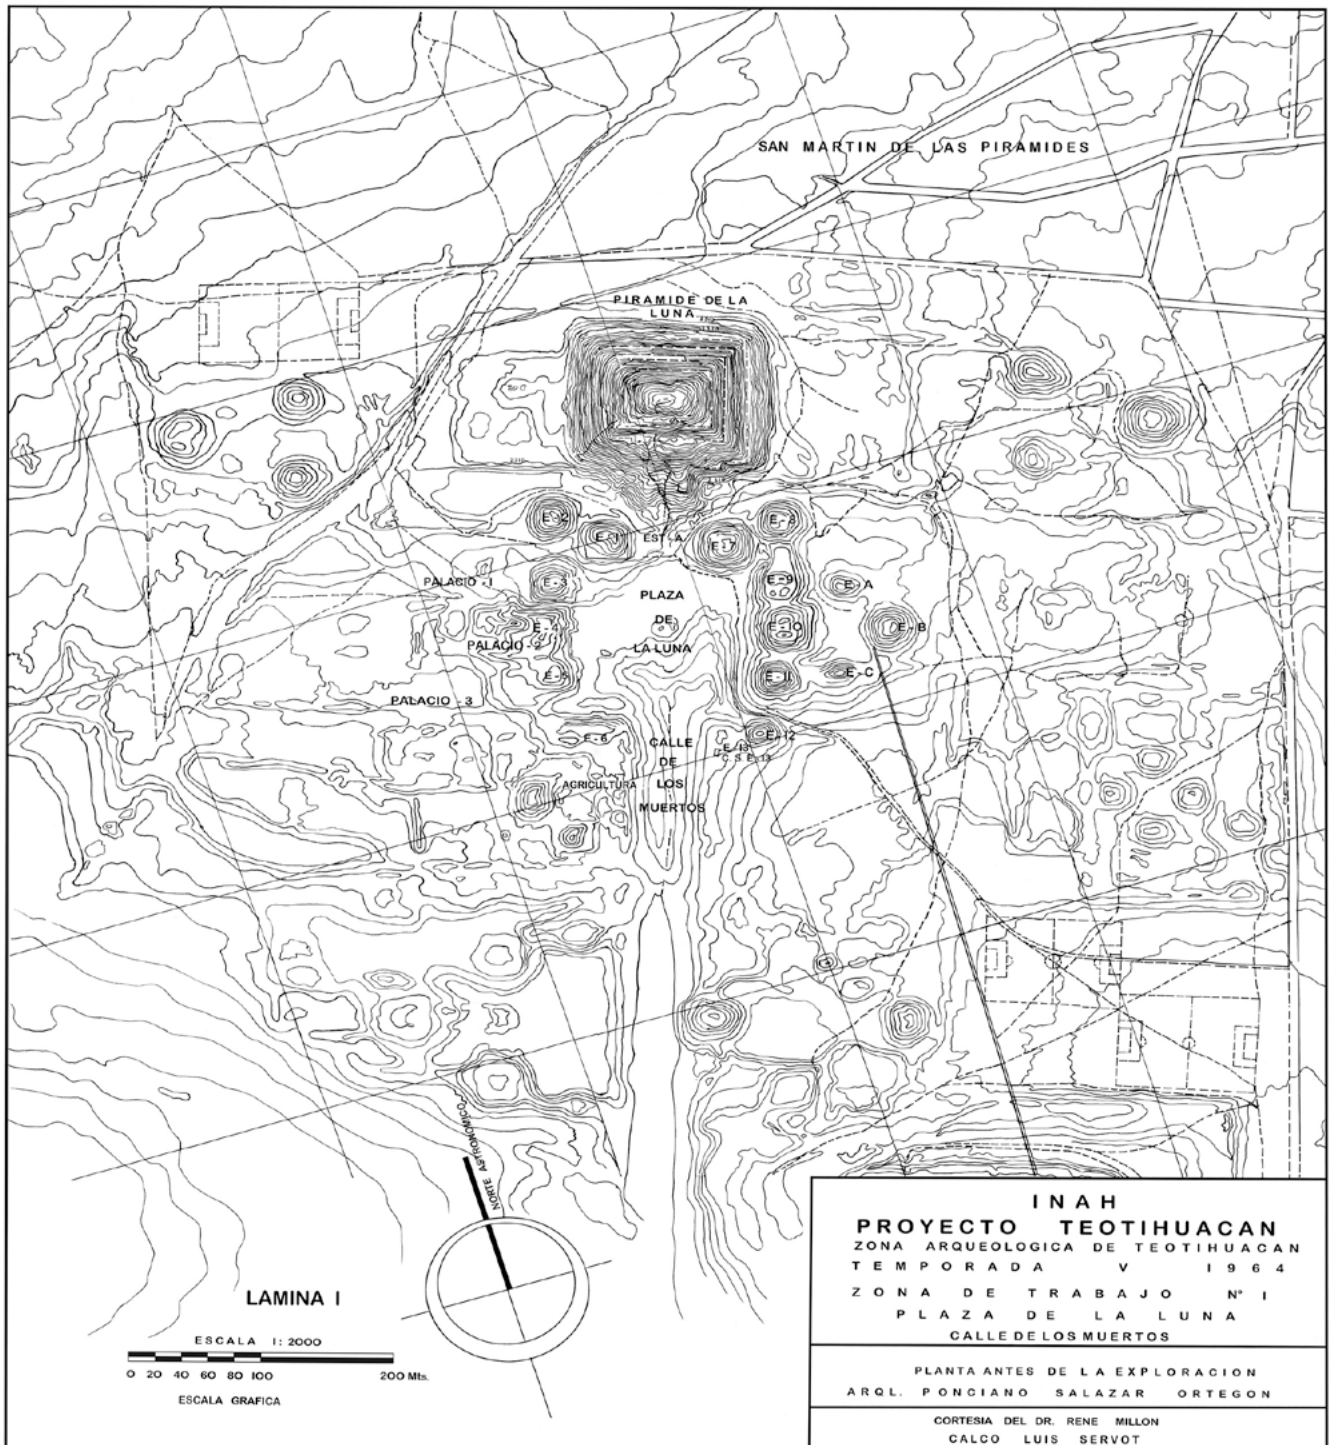 SAN MARTIN DE LAS PIRAMIDES
PIRAMIDE DE LA
LUNA
E-2
E-1
EST-A
E-7
E-8
PALACIO-1
E-3
PLAZA
E-9
E-A
DE
E-4
E-10
E-B
PALACIO-2
LA LUNA
E-5
E-11
E-C
PALACIO-3
E-6
CALLE
E-12
E-13
DE
C.S.E-13
AGRICULTURA
LOS
MUERTOS
NORTE ASTRONOMICO
LAMINA I
ESCALA 1:2000
0 20 40 60 80 100 200 Mts.
ESCALA GRAFICA
INAH
PROYECTO TEOTIHUACAN
ZONA ARQUEOLOGICA DE TEOTIHUACAN
TEMPORADA V 1964
ZONA DE TRABAJO N° 1
PLAZA DE LA LUNA
CALLE DE LOS MUERTOS
PLANTA ANTES DE LA EXPLORACION
ARQL. PONCIANO SALAZAR ORTEGON
CORTESIA DEL DR. RENE MILLON
CALCO LUIS SERVOT